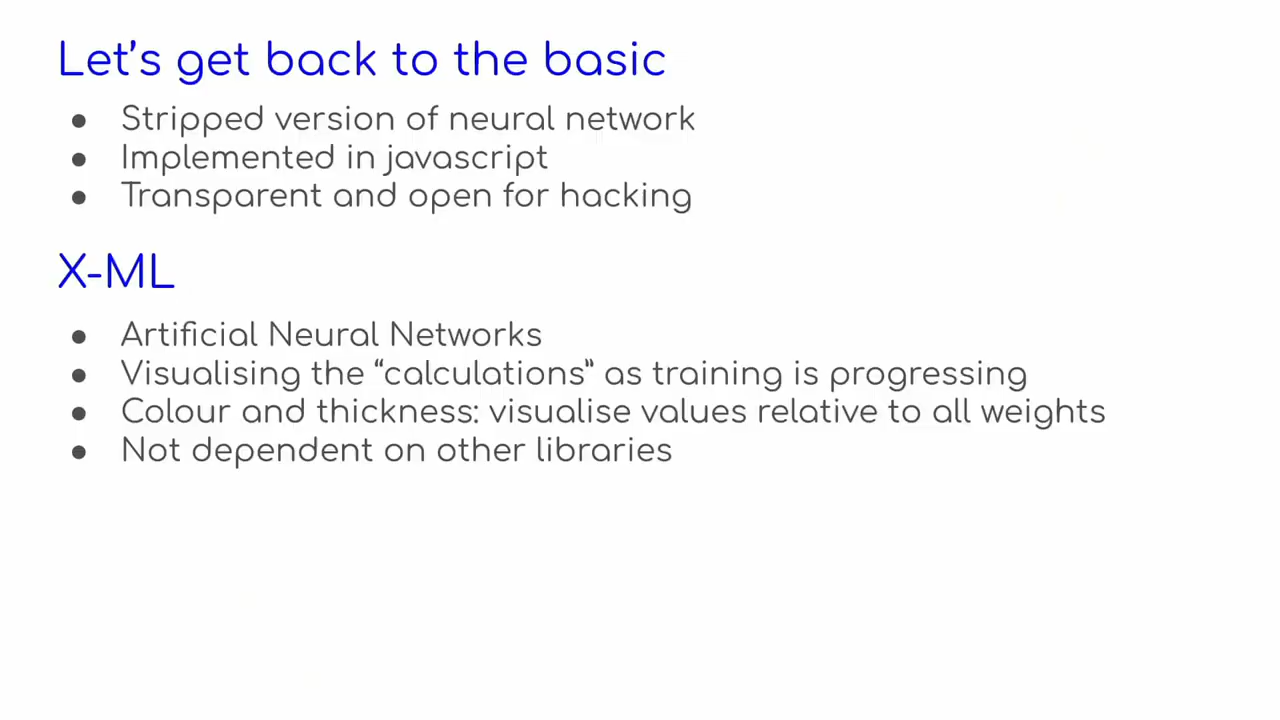 Let’s get back to the basic
● Stripped version of neural network
● Implemented in javascript
● Transparent and open for hacking
X-ML
● Artificial Neural Networks
● Visualising the “calculations” as training is progressing
● Colour and thickness: visualise values relative to all weights
● Not dependent on other libraries